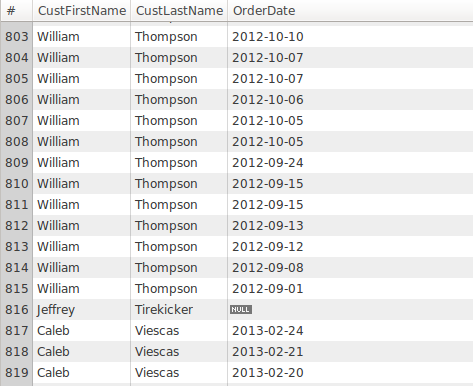 # CustFirstName CustLastName OrderDate
803 William Thompson 2012-10-10
804 William Thompson 2012-10-07
805 William Thompson 2012-10-07
806 William Thompson 2012-10-06
807 William Thompson 2012-10-05
808 William Thompson 2012-10-05
809 William Thompson 2012-09-24
810 William Thompson 2012-09-15
811 William Thompson 2012-09-15
812 William Thompson 2012-09-13
813 William Thompson 2012-09-12
814 William Thompson 2012-09-08
815 William Thompson 2012-09-01
816 Jeffrey Tirekicker NULL
817 Caleb Viescas 2013-02-24
818 Caleb Viescas 2013-02-21
819 Caleb Viescas 2013-02-20